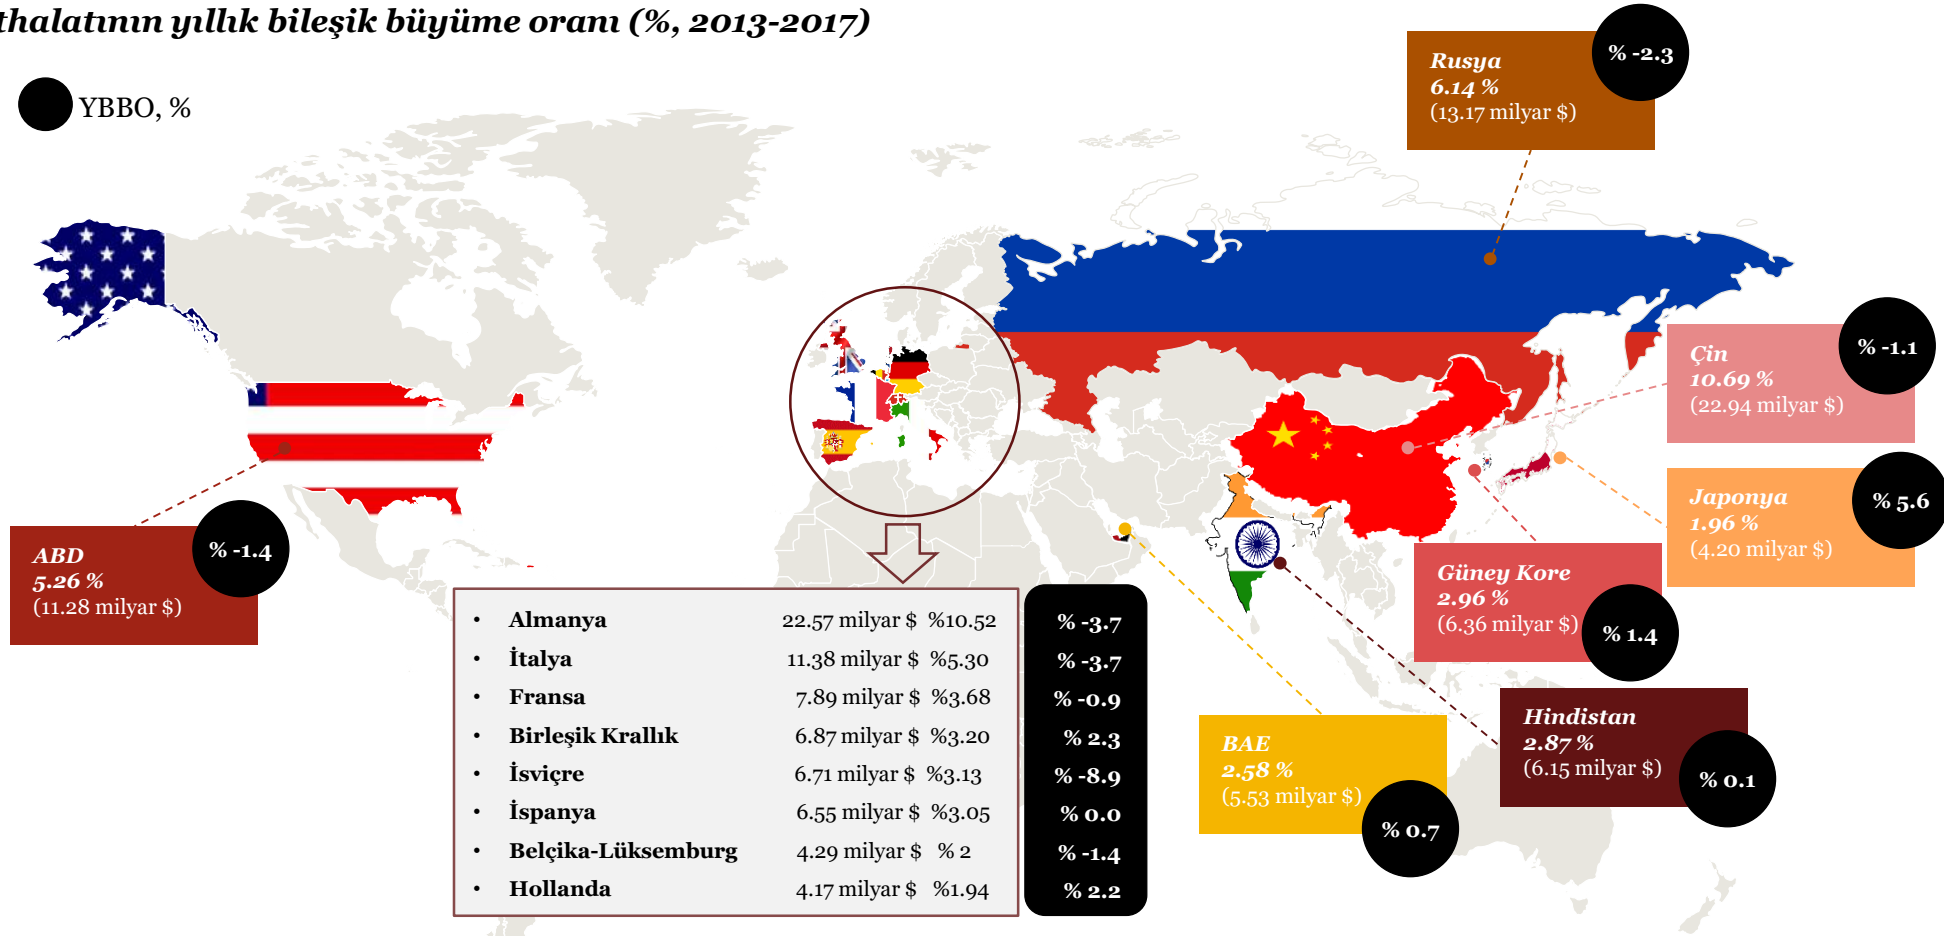 thalatının yıllık bileşik büyüme oranı (%, 2013-2017)
YBBO, %
Rusya
6.14 %
(13.17 milyar $)
% -2.3
Çin
10.69 %
(22.94 milyar $)
% -1.1
Japonya
1.96 %
(4.20 milyar $)
% 5.6
ABD
5.26 %
(11.28 milyar $)
% -1.4
Güney Kore
2.96 %
(6.36 milyar $)
% 1.4
Hindistan
2.87 %
(6.15 milyar $)
% 0.1
BAE
2.58 %
(5.53 milyar $)
% 0.7
• Almanya 22.57 milyar $ %10.52 % -3.7
• İtalya 11.38 milyar $ %5.30 % -3.7
• Fransa 7.89 milyar $ %3.68 % -0.9
• Birleşik Krallık 6.87 milyar $ %3.20 % 2.3
• İsviçre 6.71 milyar $ %3.13 % -8.9
• İspanya 6.55 milyar $ %3.05 % 0.0
• Belçika-Lüksemburg 4.29 milyar $ % 2 % -1.4
• Hollanda 4.17 milyar $ %1.94 % 2.2